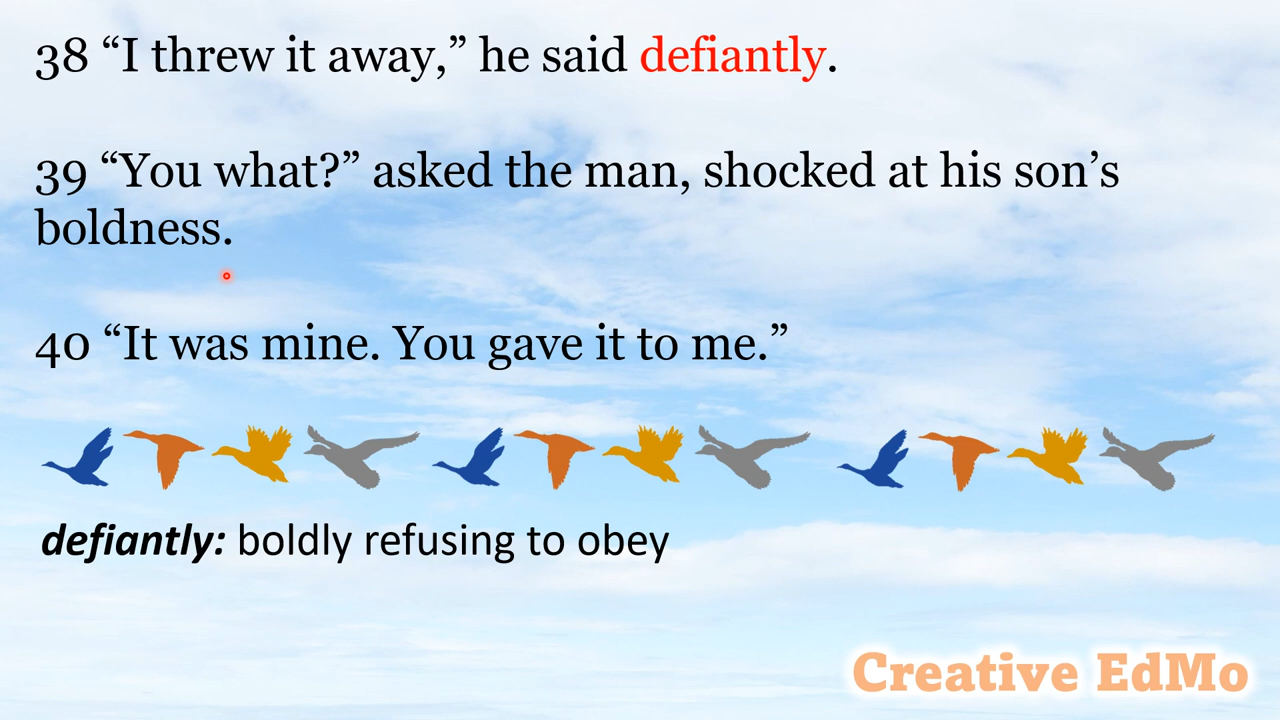 38 “I threw it away,” he said defiantly.
39 “You what?” asked the man, shocked at his son’s
boldness.
40 “It was mine. You gave it to me.”
defiantly: boldly refusing to obey
Creative EdMo